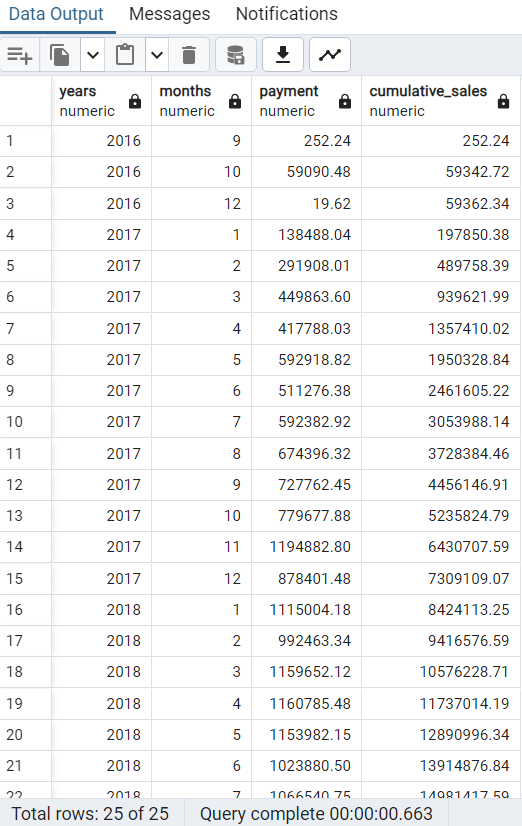 Data Output Messages Notifications
years months payment cumulative_sales
numeric numeric numeric numeric
1 2016 9 252.24 252.24
2 2016 10 59090.48 59342.72
3 2016 12 19.62 59362.34
4 2017 1 138488.04 197850.38
5 2017 2 291908.01 489758.39
6 2017 3 449863.60 939621.99
7 2017 4 417788.03 1357410.02
8 2017 5 592918.82 1950328.84
9 2017 6 511276.38 2461605.22
10 2017 7 592382.92 3053988.14
11 2017 8 674396.32 3728384.46
12 2017 9 727762.45 4456146.91
13 2017 10 779677.88 5235824.79
14 2017 11 1194882.80 6430707.59
15 2017 12 878401.48 7309109.07
16 2018 1 1115004.18 8424113.25
17 2018 2 992463.34 9416576.59
18 2018 3 1159652.12 10576228.71
19 2018 4 1160785.48 11737014.19
20 2018 5 1153982.15 12890996.34
21 2018 6 1023880.50 13914876.84
22 2018 7 1066540.75 14981417.59
Total rows: 25 of 25 Query complete 00:00:00.663